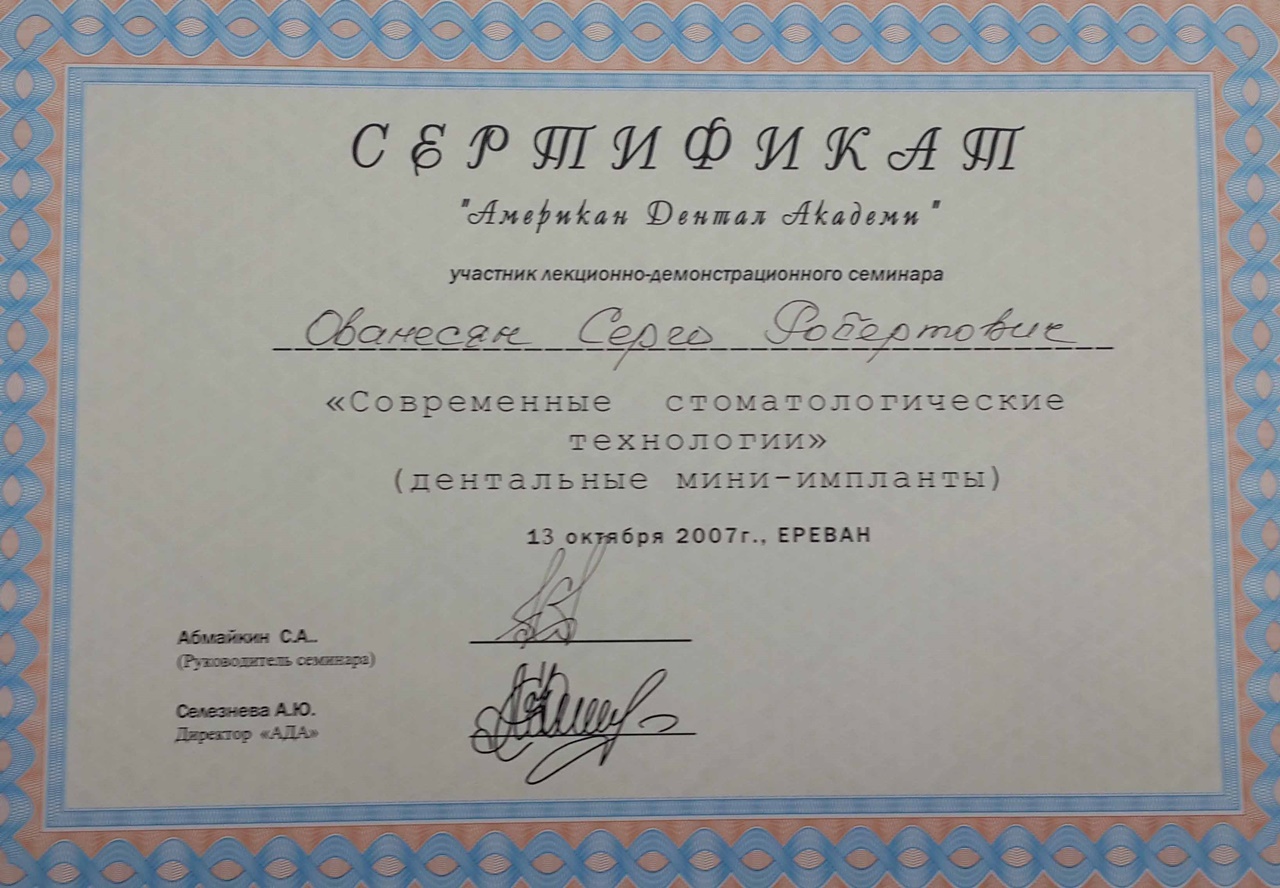 СЕРТИФИКАТ
"Американ Дентал Академи"
участник лекционно-демонстрационного семинара
Ованесян Серго Робертович
«Современные стоматологические
технологии»
(дентальные мини-импланты)
13 октября 2007г., ЕРЕВАН
Абмайкин С.А..
(Руководитель семинара)
Селезнева А.Ю.
Директор «АДА»